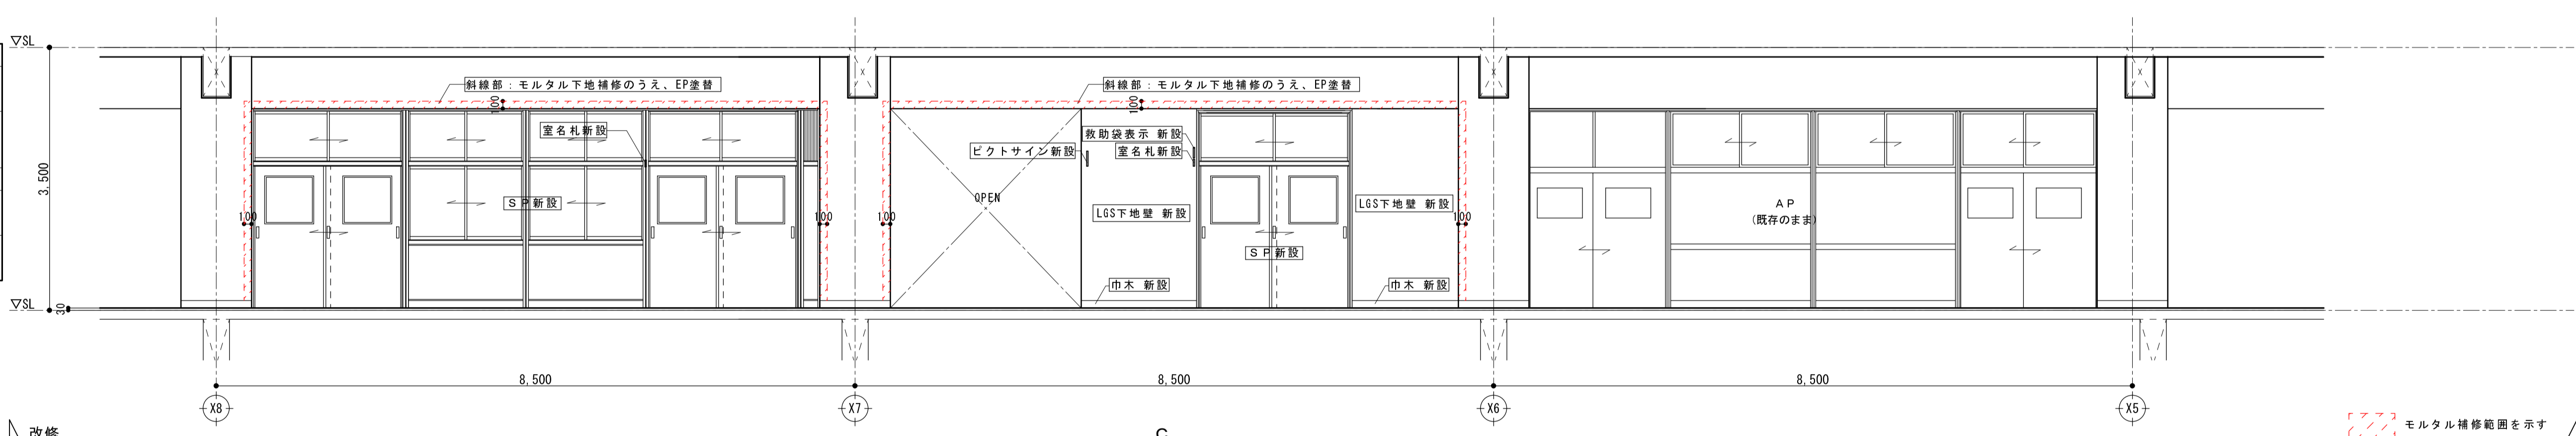 ▽SL
斜線部：モルタル下地補修のうえ、EP塗替
斜線部：モルタル下地補修のうえ、EP塗替
100
100
室名札新設
救助袋表示 新設
ピクトサイン新設
室名札新設
3,500
OPEN
SP新設
LGS下地壁 新設
LGS下地壁 新設
AP
(既存のまま)
100
100
100
100
SP新設
巾木 新設
巾木 新設
▽SL
30
8,500
8,500
8,500
X8
X7
X6
X5
モルタル補修範囲を示す
改修
C